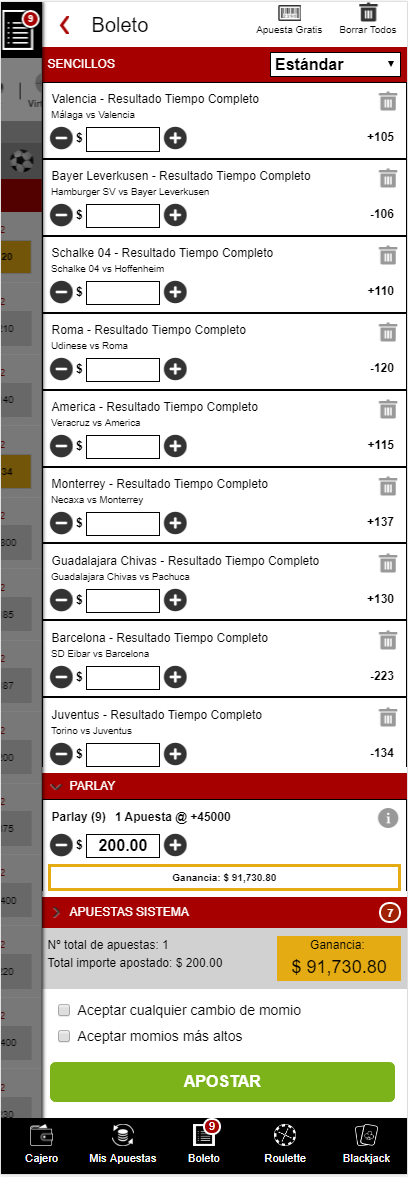 9
Boleto
Apuesta Gratis
Borrar Todos
SENCILLOS
Estándar
Valencia - Resultado Tiempo Completo
Málaga vs Valencia
$
+105
Bayer Leverkusen - Resultado Tiempo Completo
Hamburger SV vs Bayer Leverkusen
$
-106
Schalke 04 - Resultado Tiempo Completo
Schalke 04 vs Hoffenheim
$
+110
Roma - Resultado Tiempo Completo
Udinese vs Roma
$
-120
America - Resultado Tiempo Completo
Veracruz vs America
$
+115
Monterrey - Resultado Tiempo Completo
Necaxa vs Monterrey
$
+137
Guadalajara Chivas - Resultado Tiempo Completo
Guadalajara Chivas vs Pachuca
$
+130
Barcelona - Resultado Tiempo Completo
SD Eibar vs Barcelona
$
-223
Juventus - Resultado Tiempo Completo
Torino vs Juventus
$
-134
PARLAY
Parlay (9) 1 Apuesta @ +45000
$ 200.00
Ganancia: $ 91,730.80
APUESTAS SISTEMA
7
Nº total de apuestas: 1
Total importe apostado: $ 200.00
Ganancia:
$ 91,730.80
Aceptar cualquier cambio de momio
Aceptar momios más altos
APOSTAR
Cajero
Mis Apuestas
9
Boleto
Roulette
Blackjack